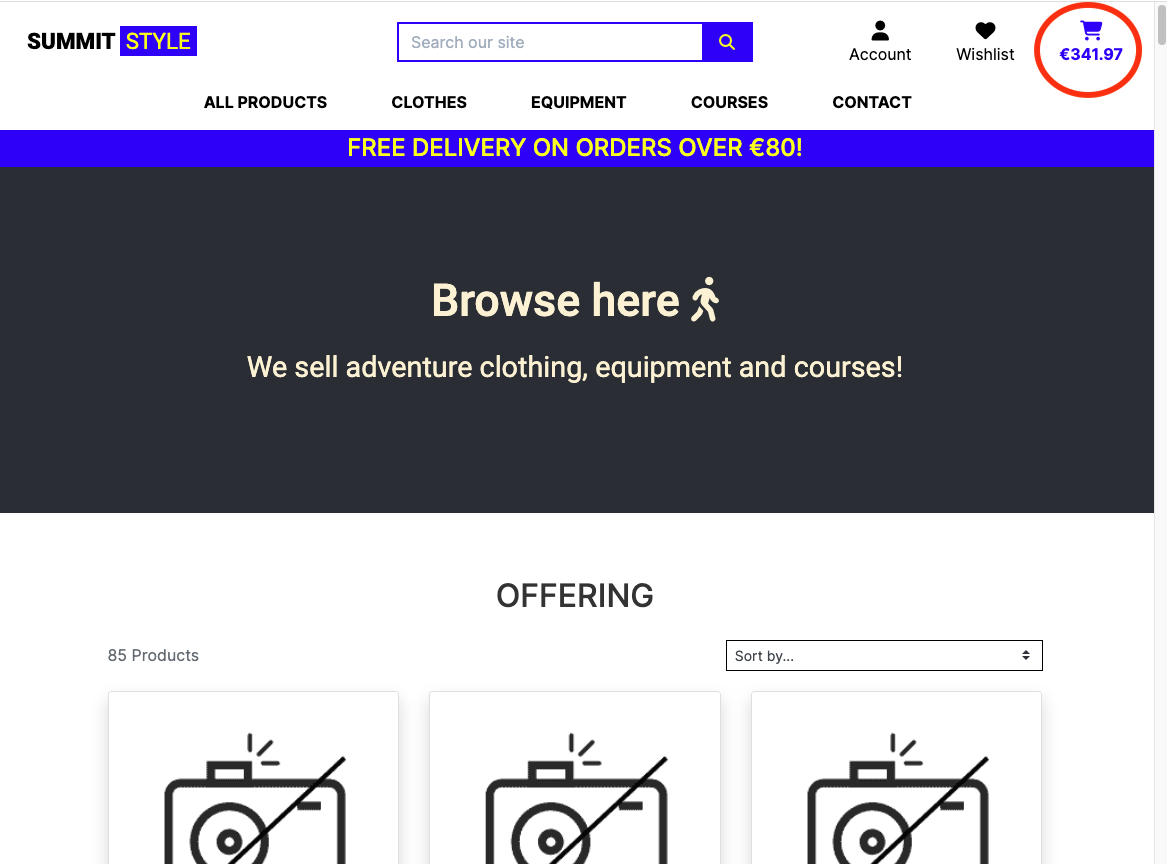 SUMMIT STYLE
Search our site
Account
Wishlist
€341.97
ALL PRODUCTS CLOTHES EQUIPMENT COURSES CONTACT
FREE DELIVERY ON ORDERS OVER €80!
Browse here
We sell adventure clothing, equipment and courses!
OFFERING
85 Products
Sort by...